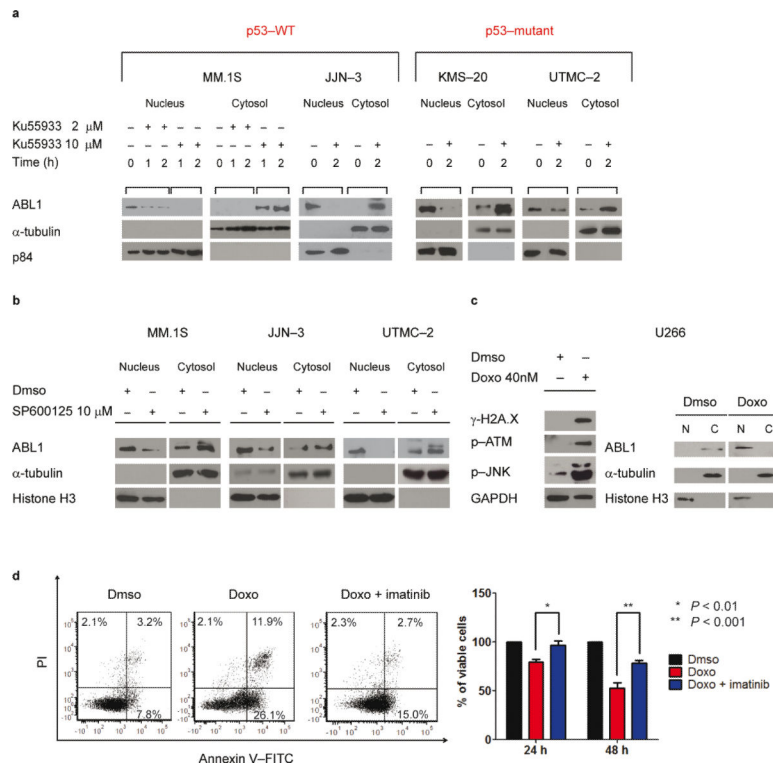 a
p53–WT p53–mutant
MM.1S JJN–3 KMS–20 UTMC–2
Nucleus Cytosol Nucleus Cytosol Nucleus Cytosol Nucleus Cytosol
Ku55933 2 μM – + + – – – + + – –
Ku55933 10 μM – – – + + – – – + + – + – + – + – + – + – +
Time (h) 0 1 2 1 2 0 1 2 1 2 0 2 0 2 0 2 0 2 0 2 0 2
ABL1
α-tubulin
p84
b
MM.1S JJN–3 UTMC–2
Nucleus Cytosol Nucleus Cytosol Nucleus Cytosol
Dmso + – + – + – + – + – + –
SP600125 10 μM – + – + – + – + – + – +
ABL1
α-tubulin
Histone H3
c
U266
Dmso + –
Doxo 40nM – +
γ-H2A.X
p–ATM
p–JNK
GAPDH
Dmso Doxo
N C N C
ABL1
α-tubulin
Histone H3
d
Dmso Doxo Doxo + imatinib
2.1% 3.2% 2.1% 11.9% 2.3% 2.7%
7.8% 26.1% 15.0%
PI
Annexin V–FITC
% of viable cells
150
100
50
0
24 h 48 h
* **
* P < 0.01
** P < 0.001
Dmso
Doxo
Doxo + imatinib